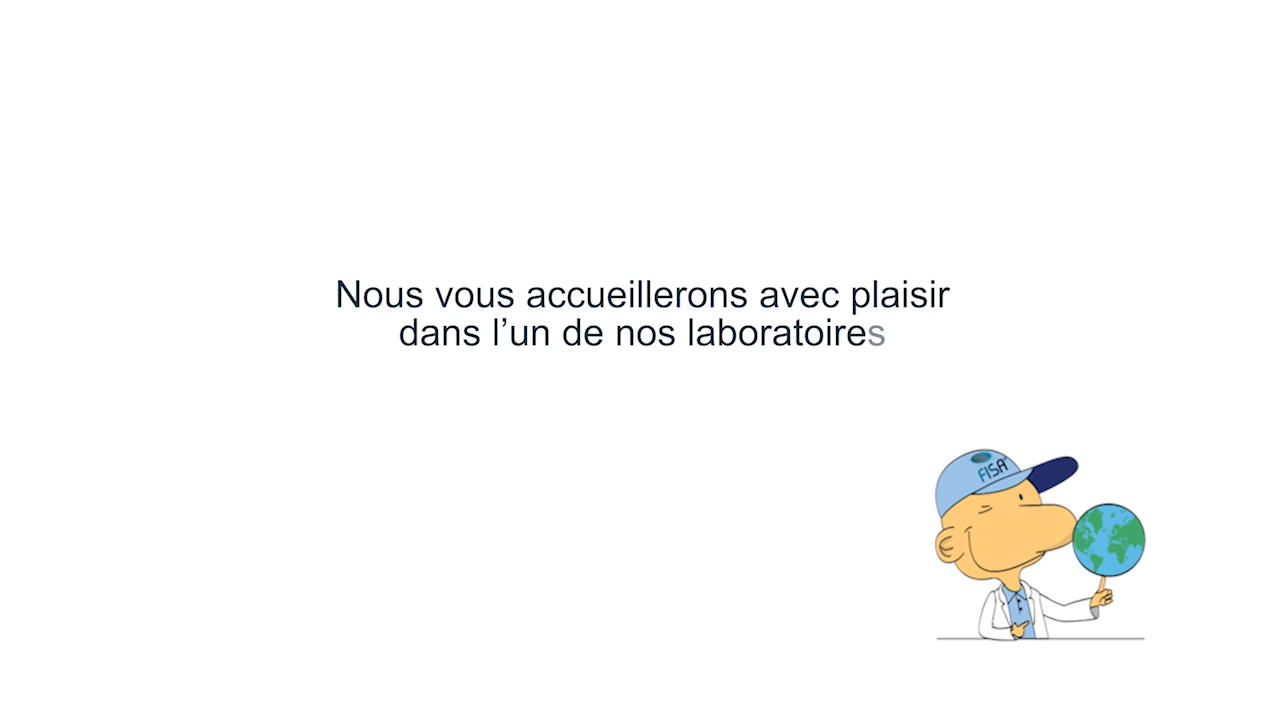 Nous vous accueillerons avec plaisir
dans l’un de nos laboratoires
FISA